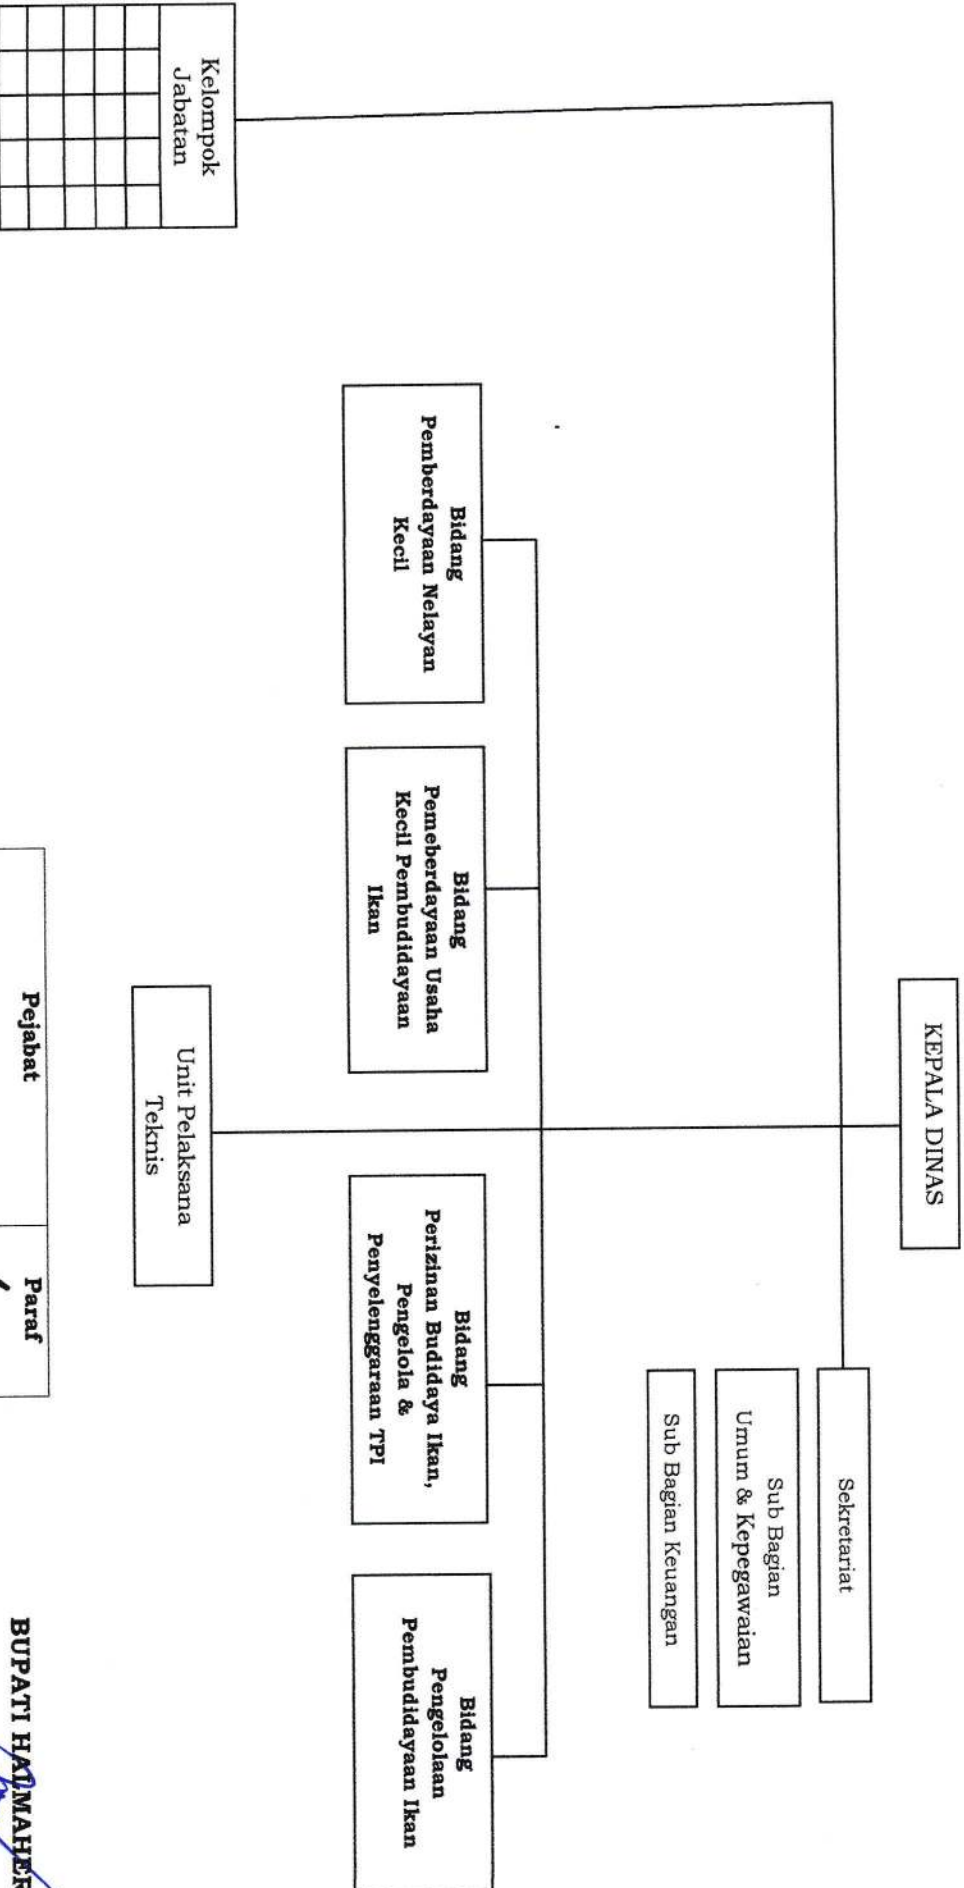 KEPALA DINAS
Sekretariat
Sub Bagian
Umum & Kepegawaian
Sub Bagian Keuangan
Bidang
Pemberdayaan Nelayan
Kecil
Bidang
Pemeberdayaan Usaha
Kecil Pembudidayaan
Ikan
Bidang
Perizinan Budidaya Ikan,
Pengelola &
Penyelenggaraan TPI
Bidang
Pengelolaan
Pembudidayaan Ikan
Kelompok
Jabatan
Unit Pelaksana
Teknis
Pejabat
Paraf
BUPATI